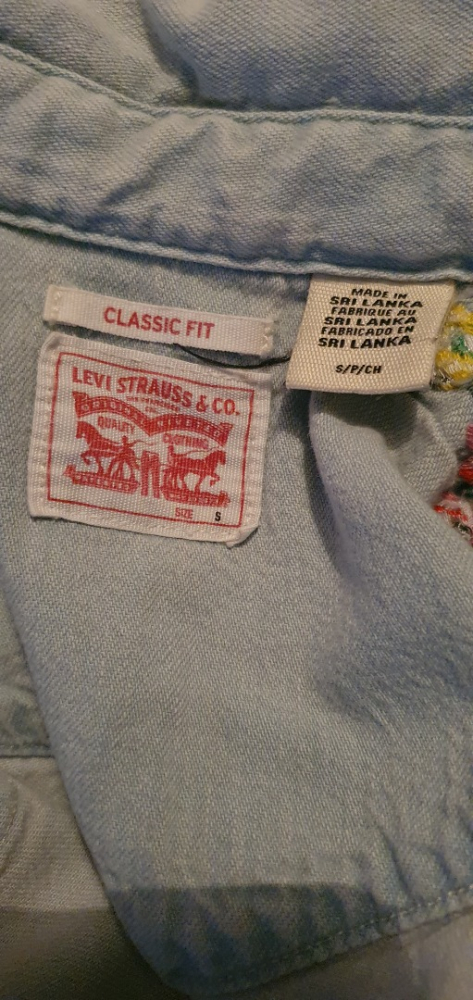 CLASSIC FIT
LEVI STRAUSS & CO.
QUALITY CLOTHING
SIZE S
MADE IN
SRI LANKA
FABRIQUE AU
SRI LANKA
FABRICADO EN
SRI LANKA
S/P/CH